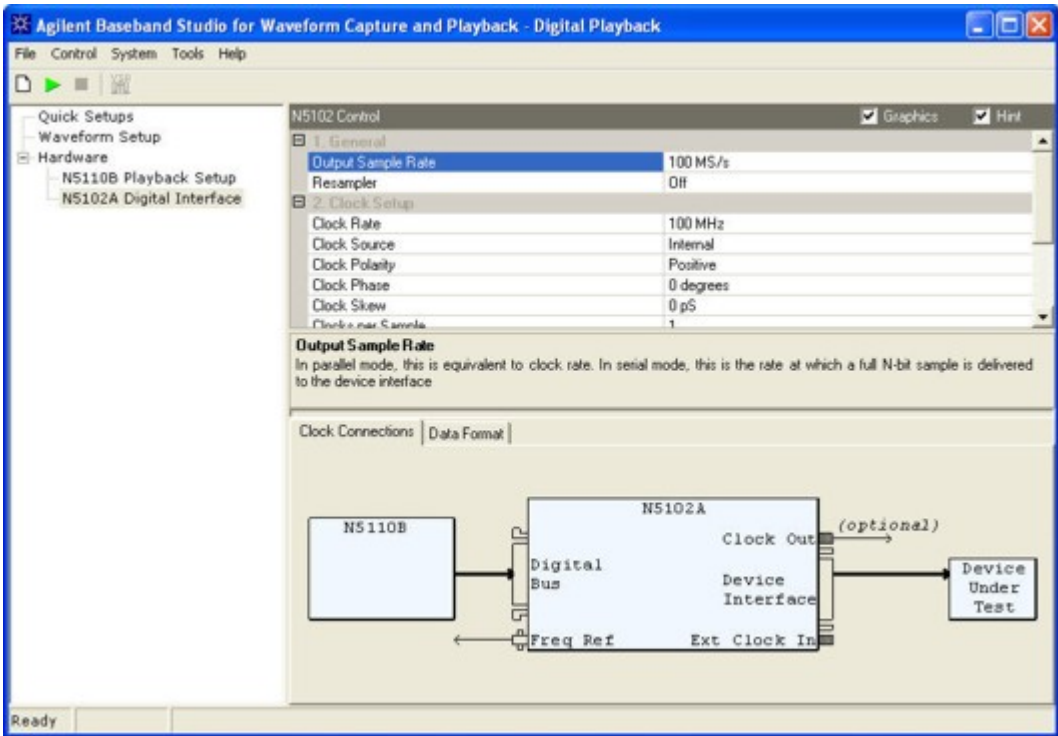 Agilent Baseband Studio for Waveform Capture and Playback - Digital Playback
File Control System Tools Help
Quick Setups
Waveform Setup
Hardware
N5110B Playback Setup
N5102A Digital Interface
N5102 Control Graphics Hint
1. General
Output Sample Rate 100 MS/s
Resampler Off
2. Clock Setup
Clock Rate 100 MHz
Clock Source Internal
Clock Polarity Positive
Clock Phase 0 degrees
Clock Skew 0 pS
Clocks per Sample 1
Output Sample Rate
In parallel mode, this is equivalent to clock rate. In serial mode, this is the rate at which a full N-bit sample is delivered
to the device interface
Clock Connections Data Format
N5110B
N5102A
Clock Out
(optional)
Digital
Bus
Device
Interface
Device
Under
Test
Freq Ref
Ext Clock In
Ready